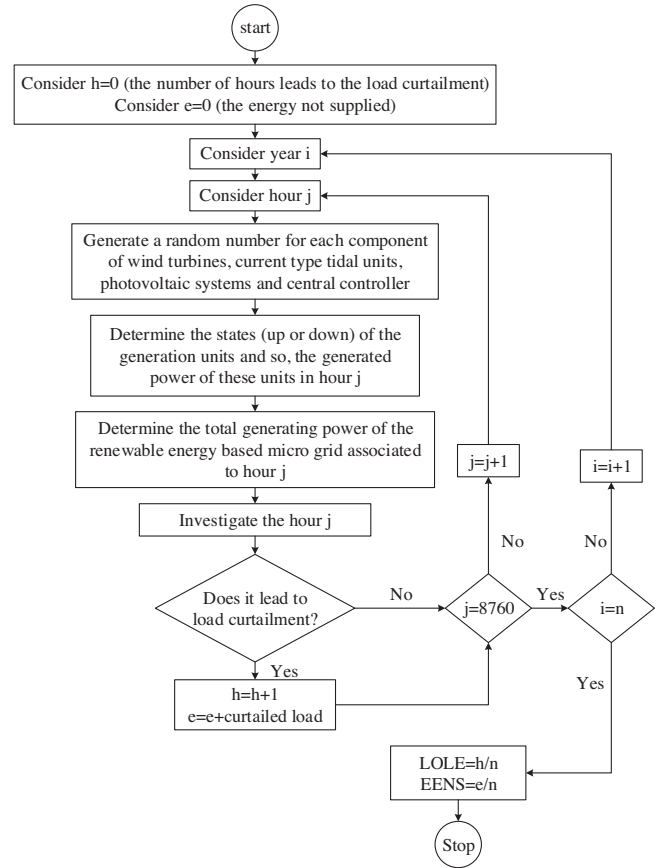 start
Consider h=0 (the number of hours leads to the load curtailment)
Consider e=0 (the energy not supplied)
Consider year i
Consider hour j
Generate a random number for each component
of wind turbines, current type tidal units,
photovoltaic systems and central controller
Determine the states (up or down) of the
generation units and so, the generated
power of these units in hour j
Determine the total generating power of the
renewable energy based micro grid associated
to hour j
j=j+1
i=i+1
Investigate the hour j
No
No
Does it lead to
load curtailment?
No
j=8760
Yes
i=n
Yes
Yes
h=h+1
e=e+curtailed load
LOLE=h/n
EENS=e/n
Stop